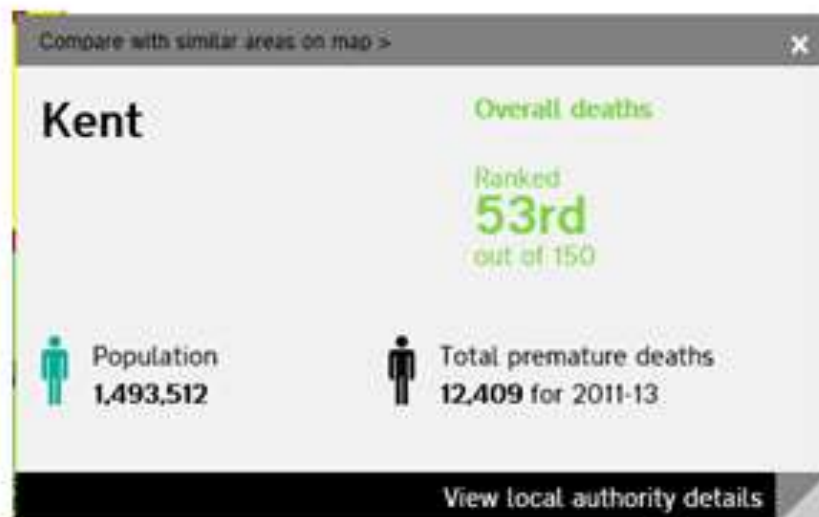 Compare with similar areas on map >
Kent
Overall deaths
Ranked
53rd
out of 150
Population
1,493,512
Total premature deaths
12,409 for 2011-13
View local authority details